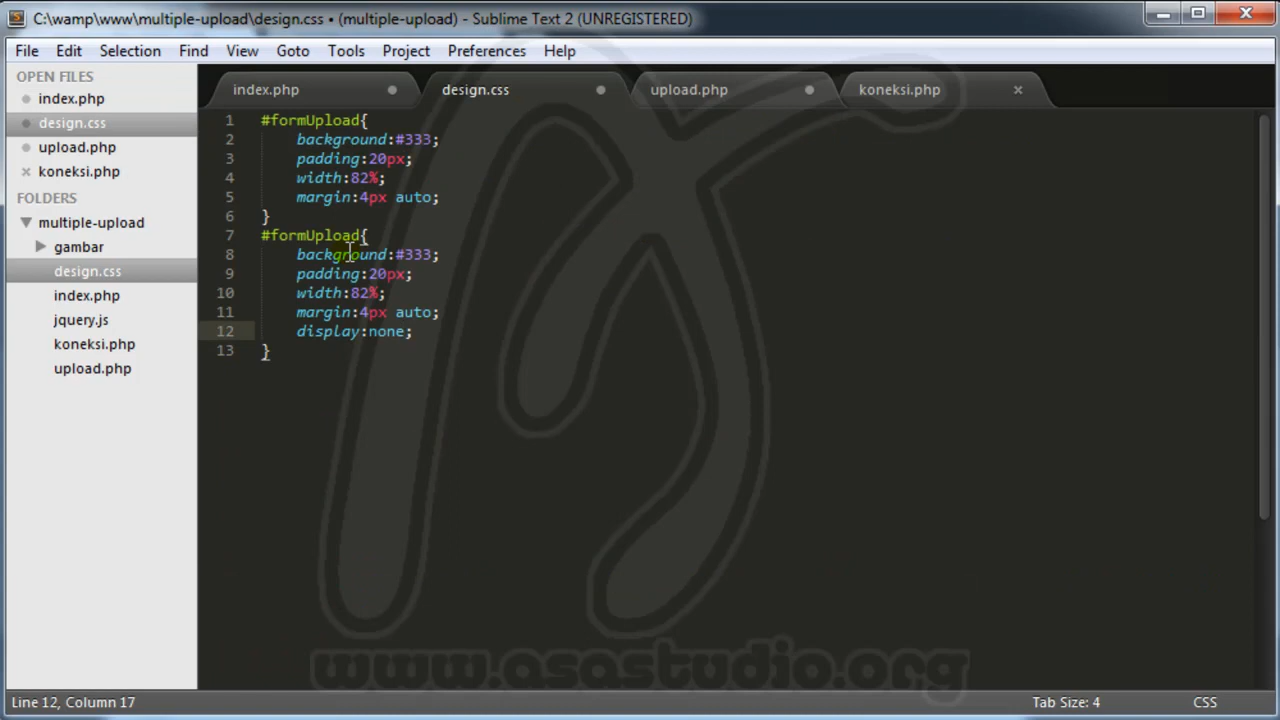 C:\wamp\www\multiple-upload\design.css • (multiple-upload) - Sublime Text 2 (UNREGISTERED)
File Edit Selection Find View Goto Tools Project Preferences Help
OPEN FILES
index.php
design.css
upload.php
koneksi.php
FOLDERS
multiple-upload
gambar
design.css
index.php
jquery.js
koneksi.php
upload.php
index.php design.css upload.php koneksi.php
1 #formUpload{
2 background:#333;
3 padding:20px;
4 width:82%;
5 margin:4px auto;
6 }
7 #formUpload{
8 background:#333;
9 padding:20px;
10 width:82%;
11 margin:4px auto;
12 display:none;
13 }
www.asastudio.org
Line 12, Column 17 Tab Size: 4 CSS